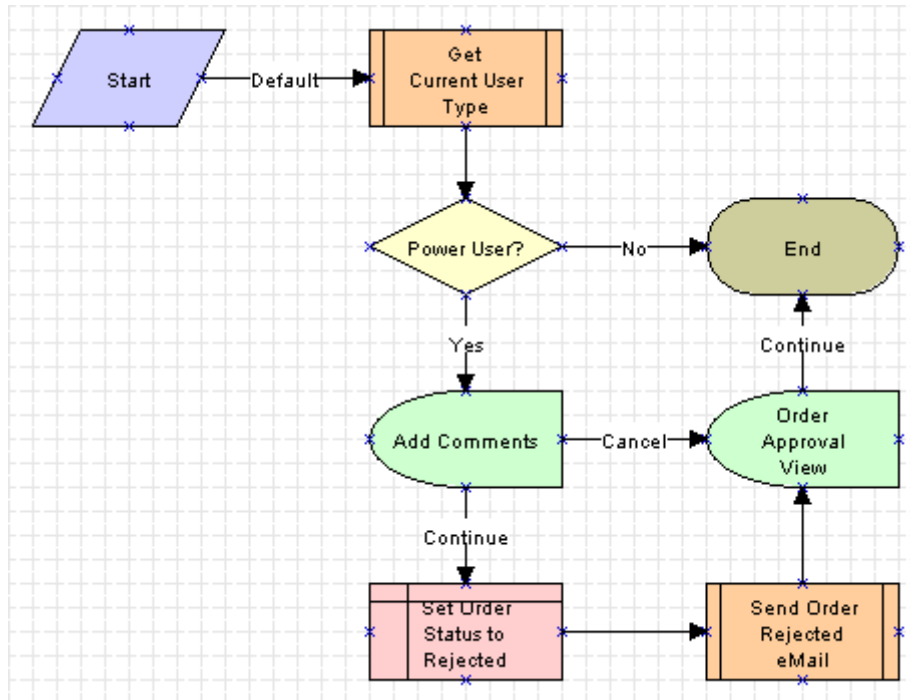 Start
Default
Get
Current User
Type
Power User?
No
End
Yes
Continue
Add Comments
Cancel
Order
Approval
View
Continue
Set Order
Status to
Rejected
Send Order
Rejected
eMail